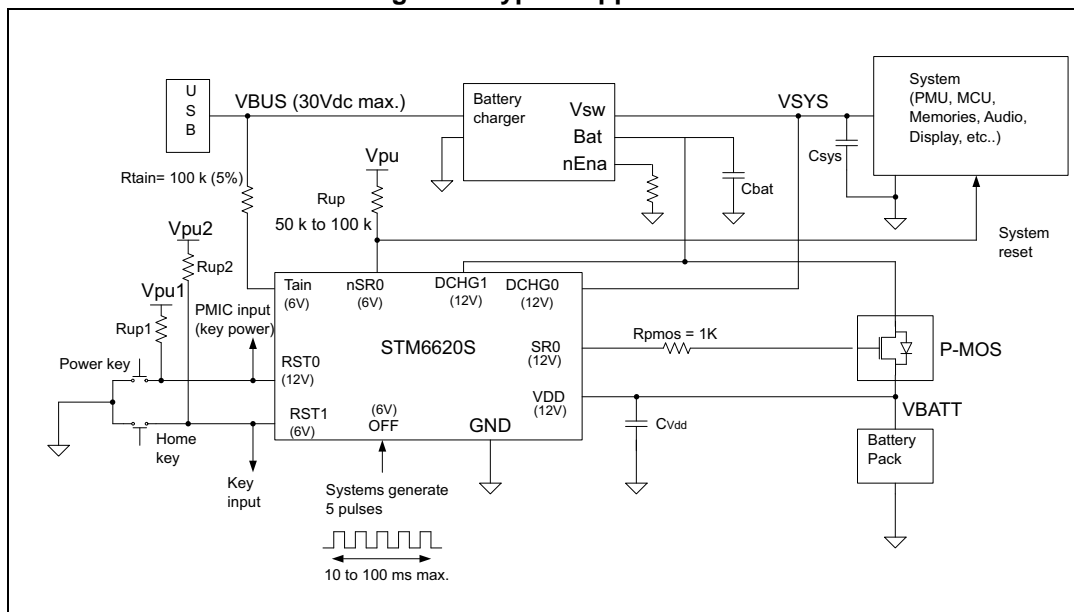 U
S
B
VBUS (30Vdc max.)
Battery
charger
Vsw
Bat
nEna
VSYS
System
(PMU, MCU,
Memories, Audio,
Display, etc..)
Csys
Cbat
Rtain= 100 k (5%)
Vpu
Rup
50 k to 100 k
System
reset
Vpu2
Rup2
Vpu1
Rup1
PMIC input
(key power)
Tain
(6V)
nSR0
(6V)
DCHG1
(12V)
DCHG0
(12V)
STM6620S
SR0
(12V)
Rpmos = 1K
P-MOS
Power key
RST0
(12V)
VDD
(12V)
VBATT
RST1
(6V)
(6V)
OFF
GND
CVdd
Battery
Pack
Home
key
Key
input
Systems generate
5 pulses
10 to 100 ms max.